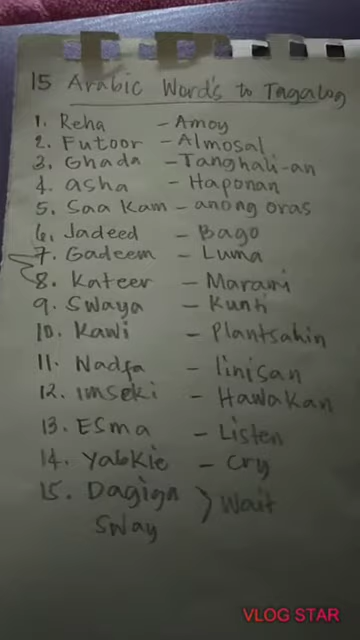 15 Arabic Word's to Tagalog
1. Reha - Amoy
2. Futoor - Almosal
3. Ghada - Tanghali-an
4. asha - Haponan
5. Saa Kam - anong oras
6. Jadeed - Bago
7. Gadeem - Luma
8. Kateer - Marami
9. Swaya - Kunti
10. Kawi - Plantsahin
11. Nadfa - linisan
12. imseki - Hawakan
13. ESma - Listen
14. Yabkie - Cry
15. Dagiga } Wait
Sway
VLOG STAR